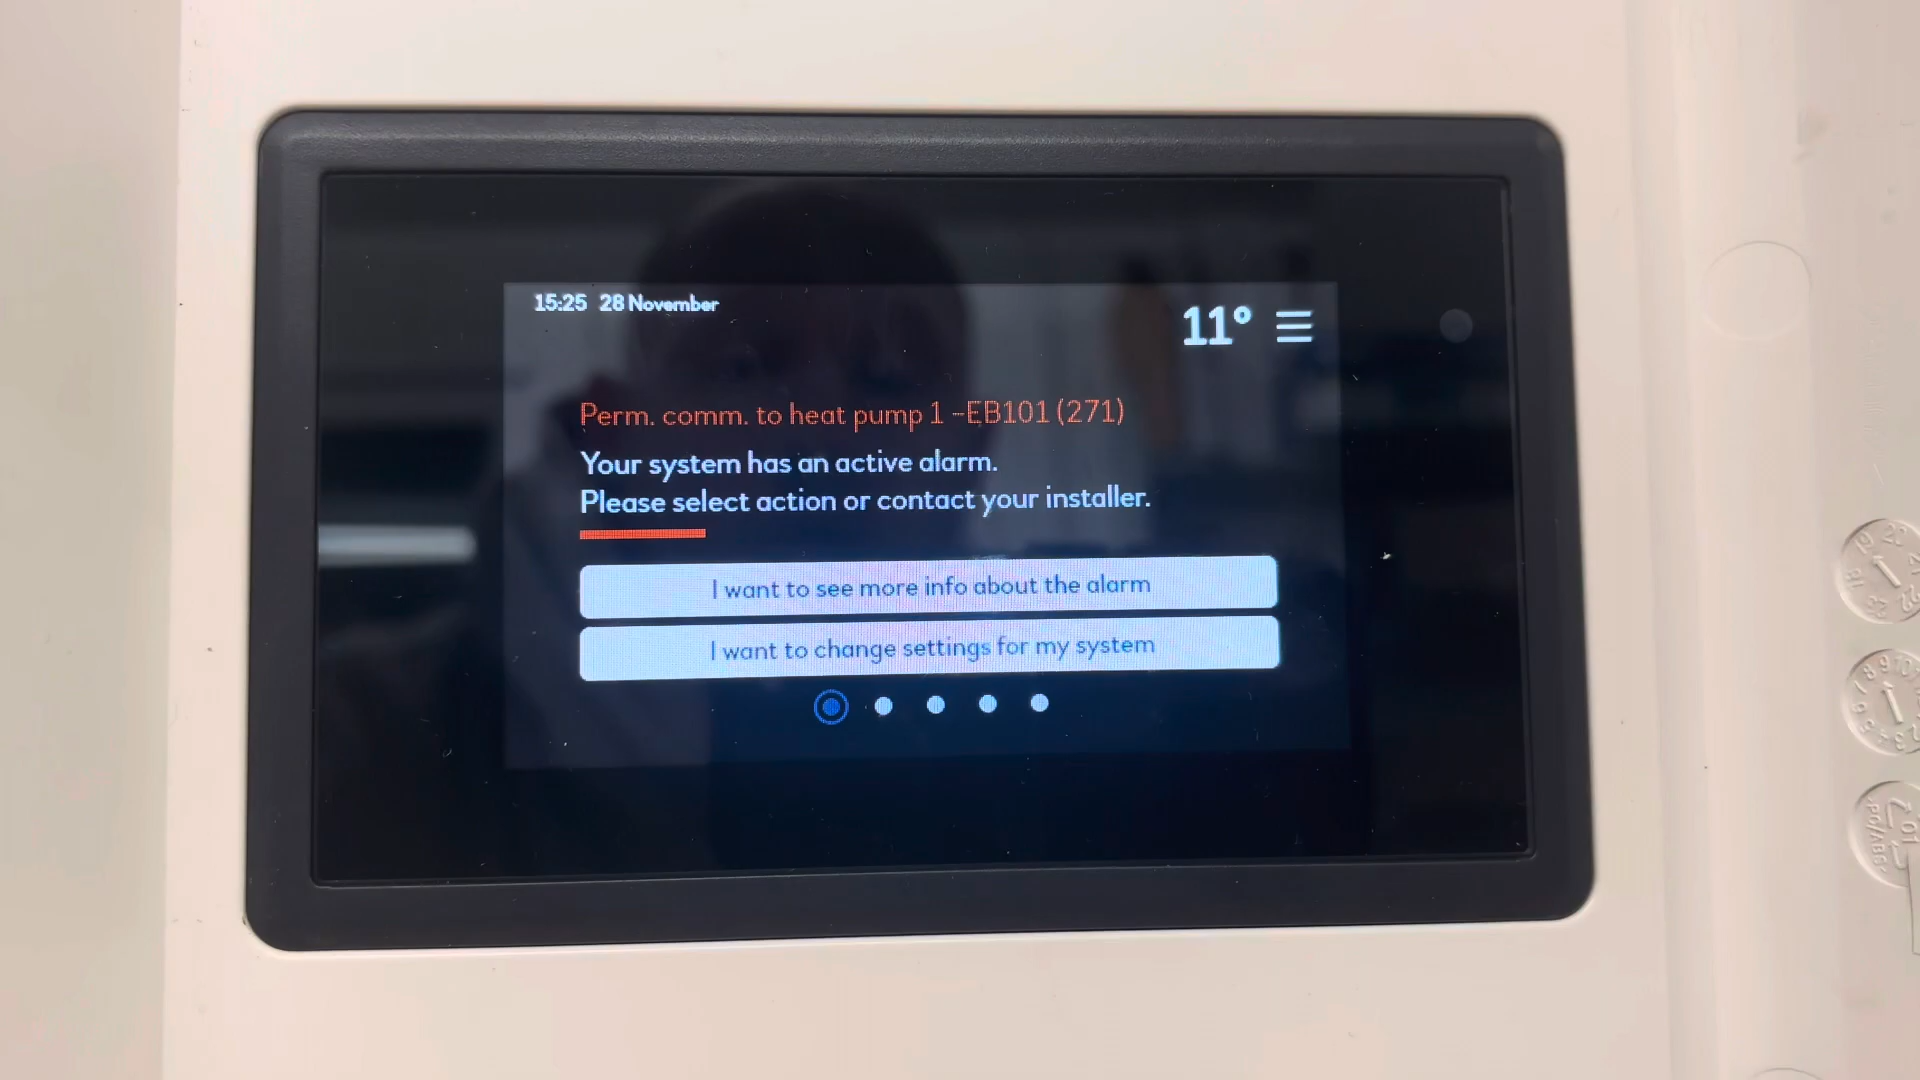 15:25 28 November
11°
Perm. comm. to heat pump 1 -EB101 (271)
Your system has an active alarm.
Please select action or contact your installer.
I want to see more info about the alarm
I want to change settings for my system